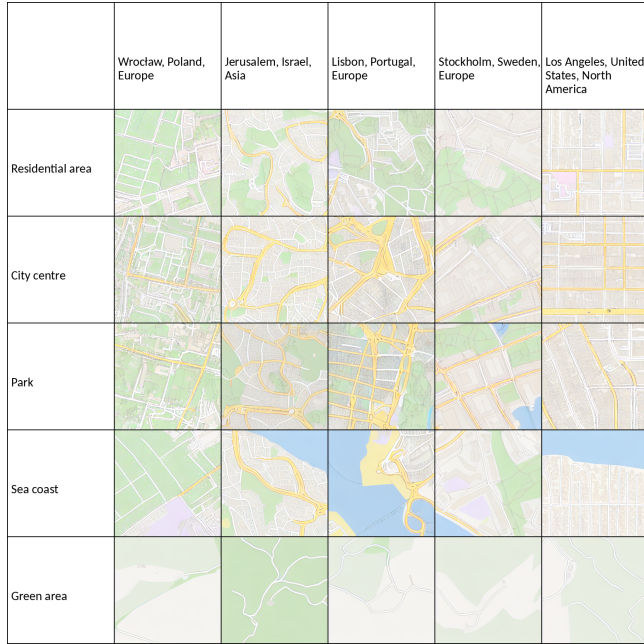 Wrocław, Poland,
Europe
Jerusalem, Israel,
Asia
Lisbon, Portugal,
Europe
Stockholm, Sweden,
Europe
Los Angeles, United
States, North
America
Residential area
City centre
Park
Sea coast
Green area